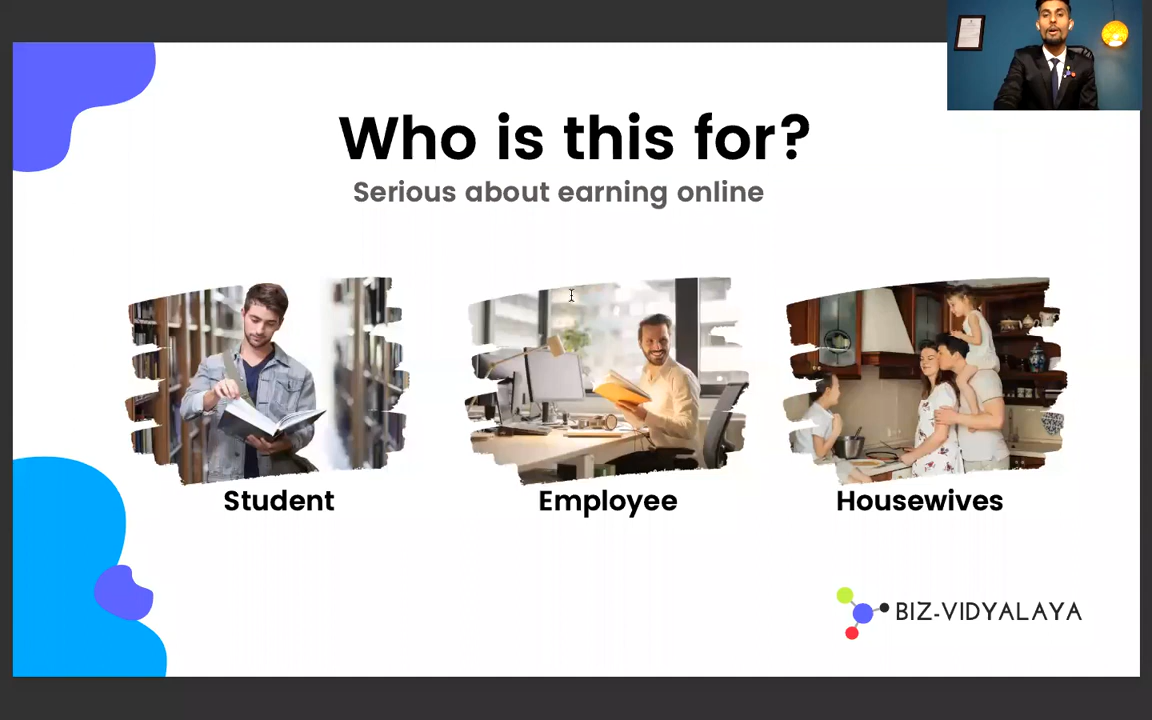 Who is this for?
Serious about earning online
Student
Employee
Housewives
BIZ-VIDYALAYA